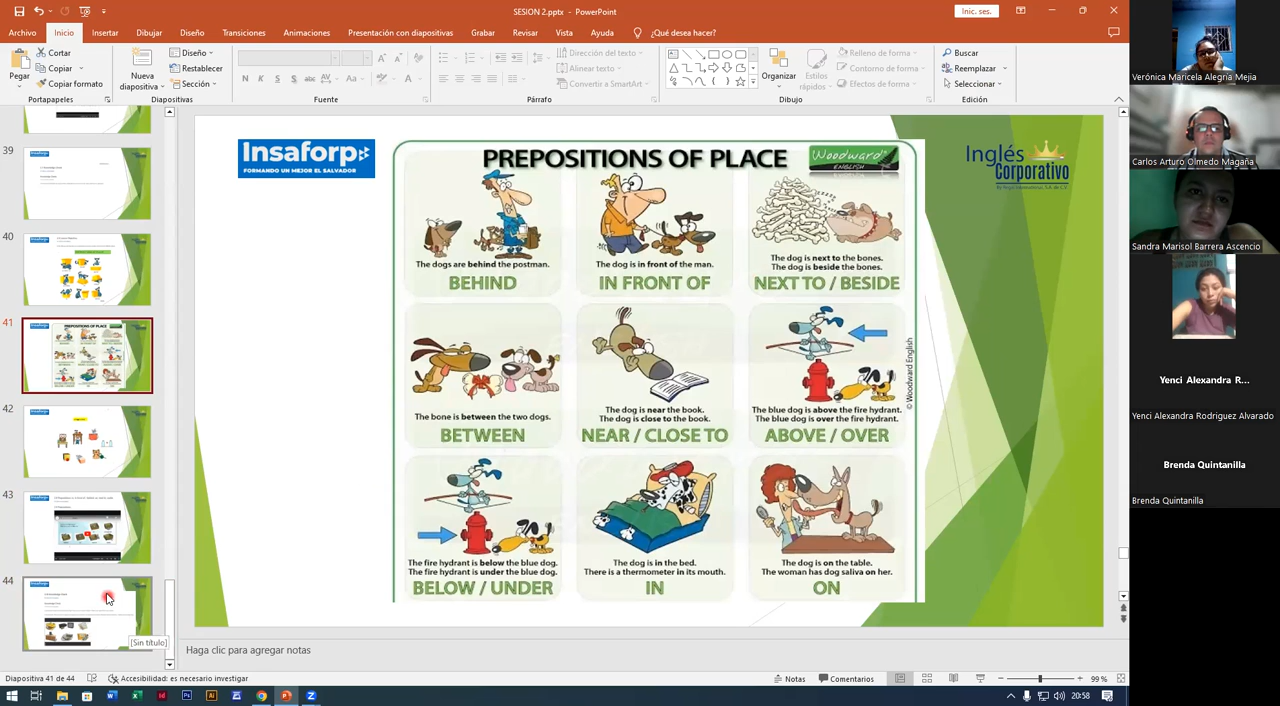 SESION 2.pptx - PowerPoint
Inic. ses.
Archivo Inicio Insertar Dibujar Diseño Transiciones Animaciones Presentación con diapositivas Grabar Revisar Vista Ayuda ¿Qué desea hacer?
Pegar
Cortar
Copiar
Copiar formato
Portapapeles
Nueva
diapositiva
Diseño
Restablecer
Sección
Diapositivas
N K S S abc AV Aa A
Fuente
Dirección del texto
Alinear texto
Convertir a SmartArt
Párrafo
Organizar
Estilos
rápidos
Relleno de forma
Contorno de forma
Efectos de forma
Dibujo
Buscar
Reemplazar
Seleccionar
Edición
39
40
41
PREPOSITIONS OF PLACE
42
43
44
[Sin título]
Insaforp
FORMANDO UN MEJOR EL SALVADOR
PREPOSITIONS OF PLACE
Woodward
ENGLISH
Inglés
Corporativo
The dogs are behind the postman.
BEHIND
The dog is in front of the man.
IN FRONT OF
The dog is next to the bones.
The dog is beside the bones.
NEXT TO / BESIDE
The bone is between the two dogs.
BETWEEN
The dog is near the book.
The dog is close to the book.
NEAR / CLOSE TO
The blue dog is above the fire hydrant.
The blue dog is over the fire hydrant.
ABOVE / OVER
© Woodward English
The fire hydrant is below the blue dog.
The fire hydrant is under the blue dog.
BELOW / UNDER
The dog is in the bed.
There is a thermometer in its mouth.
IN
The dog is on the table.
The woman has dog saliva on her.
ON
Haga clic para agregar notas
Diapositiva 41 de 44
Accesibilidad: es necesario investigar
Notas
Comentarios
99 %
20:58
Verónica Maricela Alegria Mejia
Carlos Arturo Olmedo Magaña
Sandra Marisol Barrera Ascencio
Yenci Alexandra R...
Yenci Alexandra Rodriguez Alvarado
Brenda Quintanilla
Brenda Quintanilla